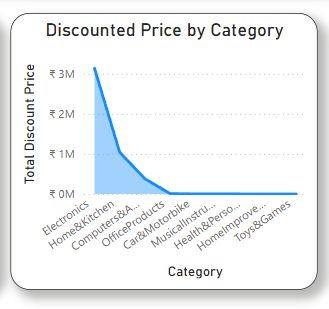 Discounted Price by Category
Total Discount Price
₹ 3M
₹ 2M
₹ 1M
₹ 0M
Electronics
Home&Kitchen
Computers&A...
OfficeProducts
Car&Motorbike
MusicalInstru...
Health&Perso...
HomeImprove...
Toys&Games
Category